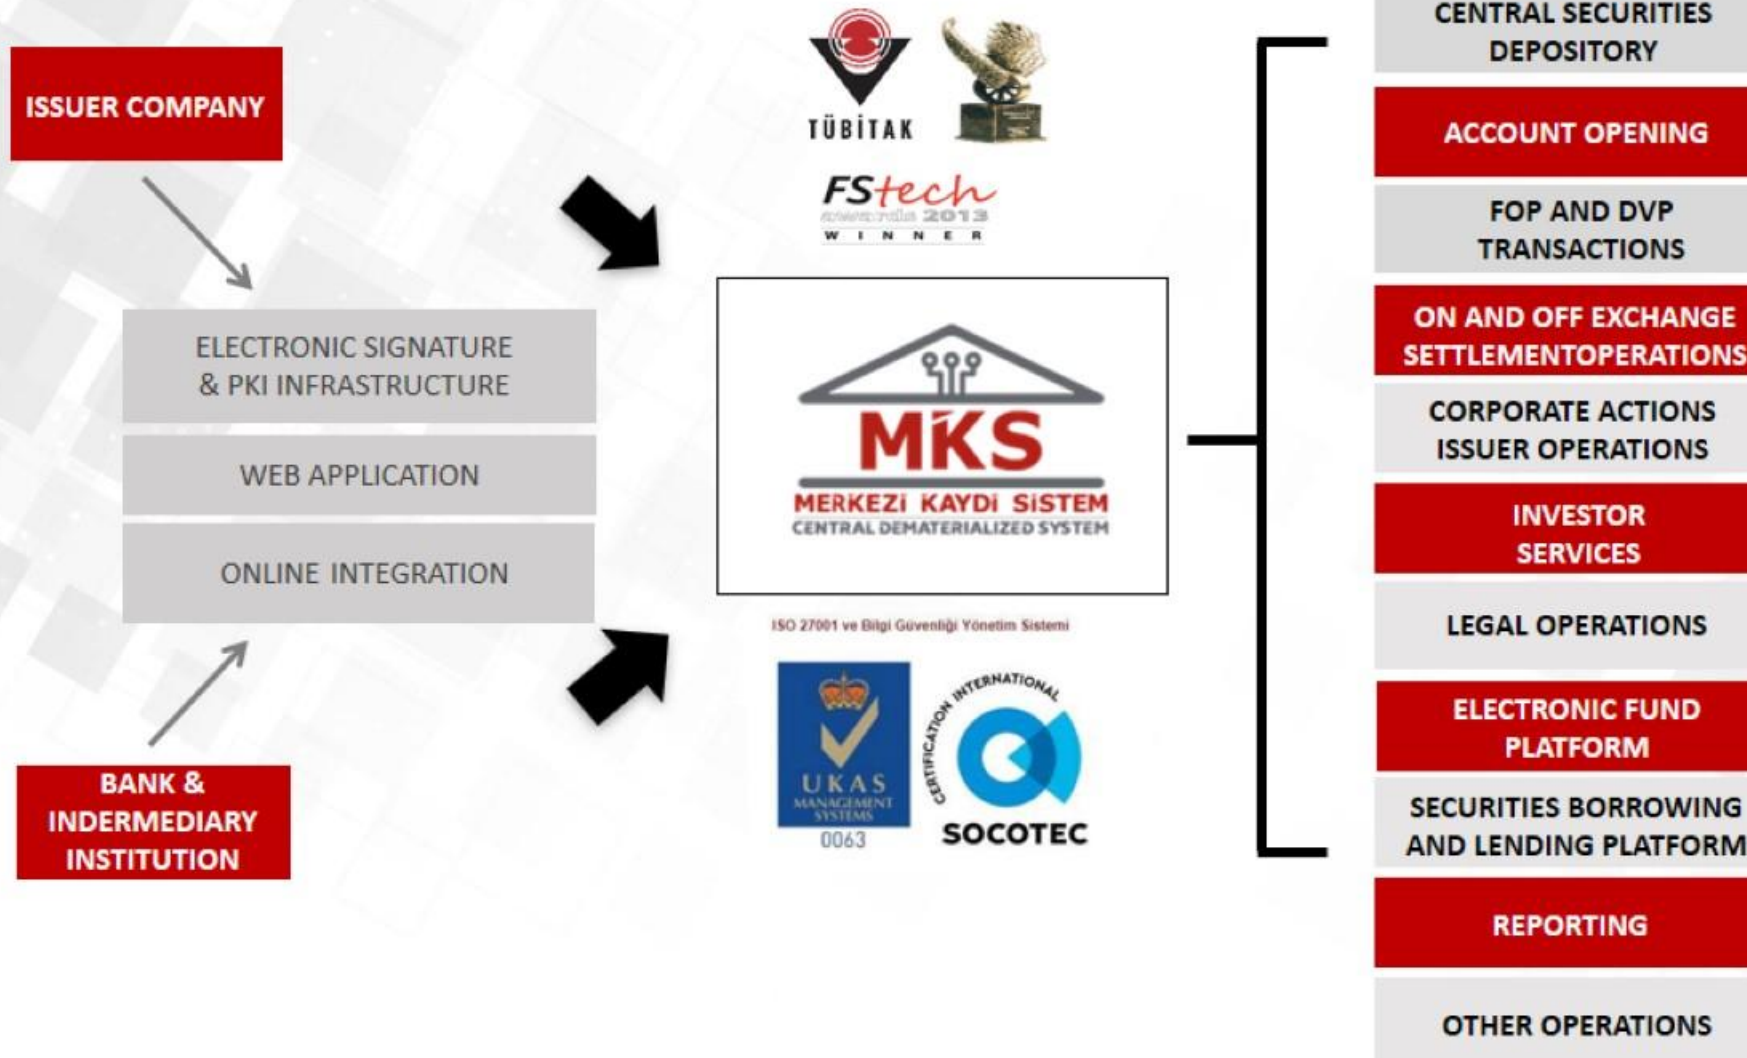 ISSUER COMPANY
ELECTRONIC SIGNATURE
& PKI INFRASTRUCTURE
WEB APPLICATION
ONLINE INTEGRATION
BANK &
INDERMEDIARY
INSTITUTION
TÜBİTAK
FStech
awards 2013
WINNER
MKS
MERKEZİ KAYDİ SİSTEM
CENTRAL DEMATERIALIZED SYSTEM
ISO 27001 ve Bilgi Güvenliği Yönetim Sistemi
UKAS
MANAGEMENT
SYSTEMS
0063
CERTIFICATION INTERNATIONAL
SOCOTEC
CENTRAL SECURITIES
DEPOSITORY
ACCOUNT OPENING
FOP AND DVP
TRANSACTIONS
ON AND OFF EXCHANGE
SETTLEMENTOPERATIONS
CORPORATE ACTIONS
ISSUER OPERATIONS
INVESTOR
SERVICES
LEGAL OPERATIONS
ELECTRONIC FUND
PLATFORM
SECURITIES BORROWING
AND LENDING PLATFORM
REPORTING
OTHER OPERATIONS